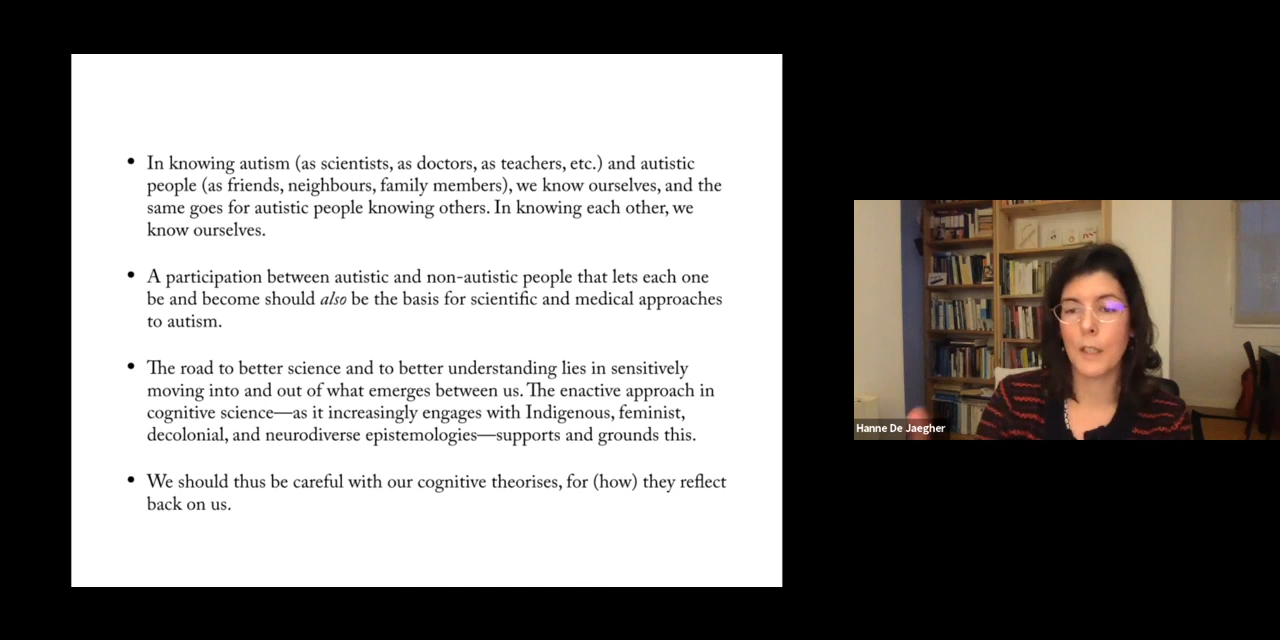 • In knowing autism (as scientists, as doctors, as teachers, etc.) and autistic
people (as friends, neighbours, family members), we know ourselves, and the
same goes for autistic people knowing others. In knowing each other, we
know ourselves.
• A participation between autistic and non-autistic people that lets each one
be and become should also be the basis for scientific and medical approaches
to autism.
• The road to better science and to better understanding lies in sensitively
moving into and out of what emerges between us. The enactive approach in
cognitive science—as it increasingly engages with Indigenous, feminist,
decolonial, and neurodiverse epistemologies—supports and grounds this.
• We should thus be careful with our cognitive theorises, for (how) they reflect
back on us.
Hanne De Jaegher